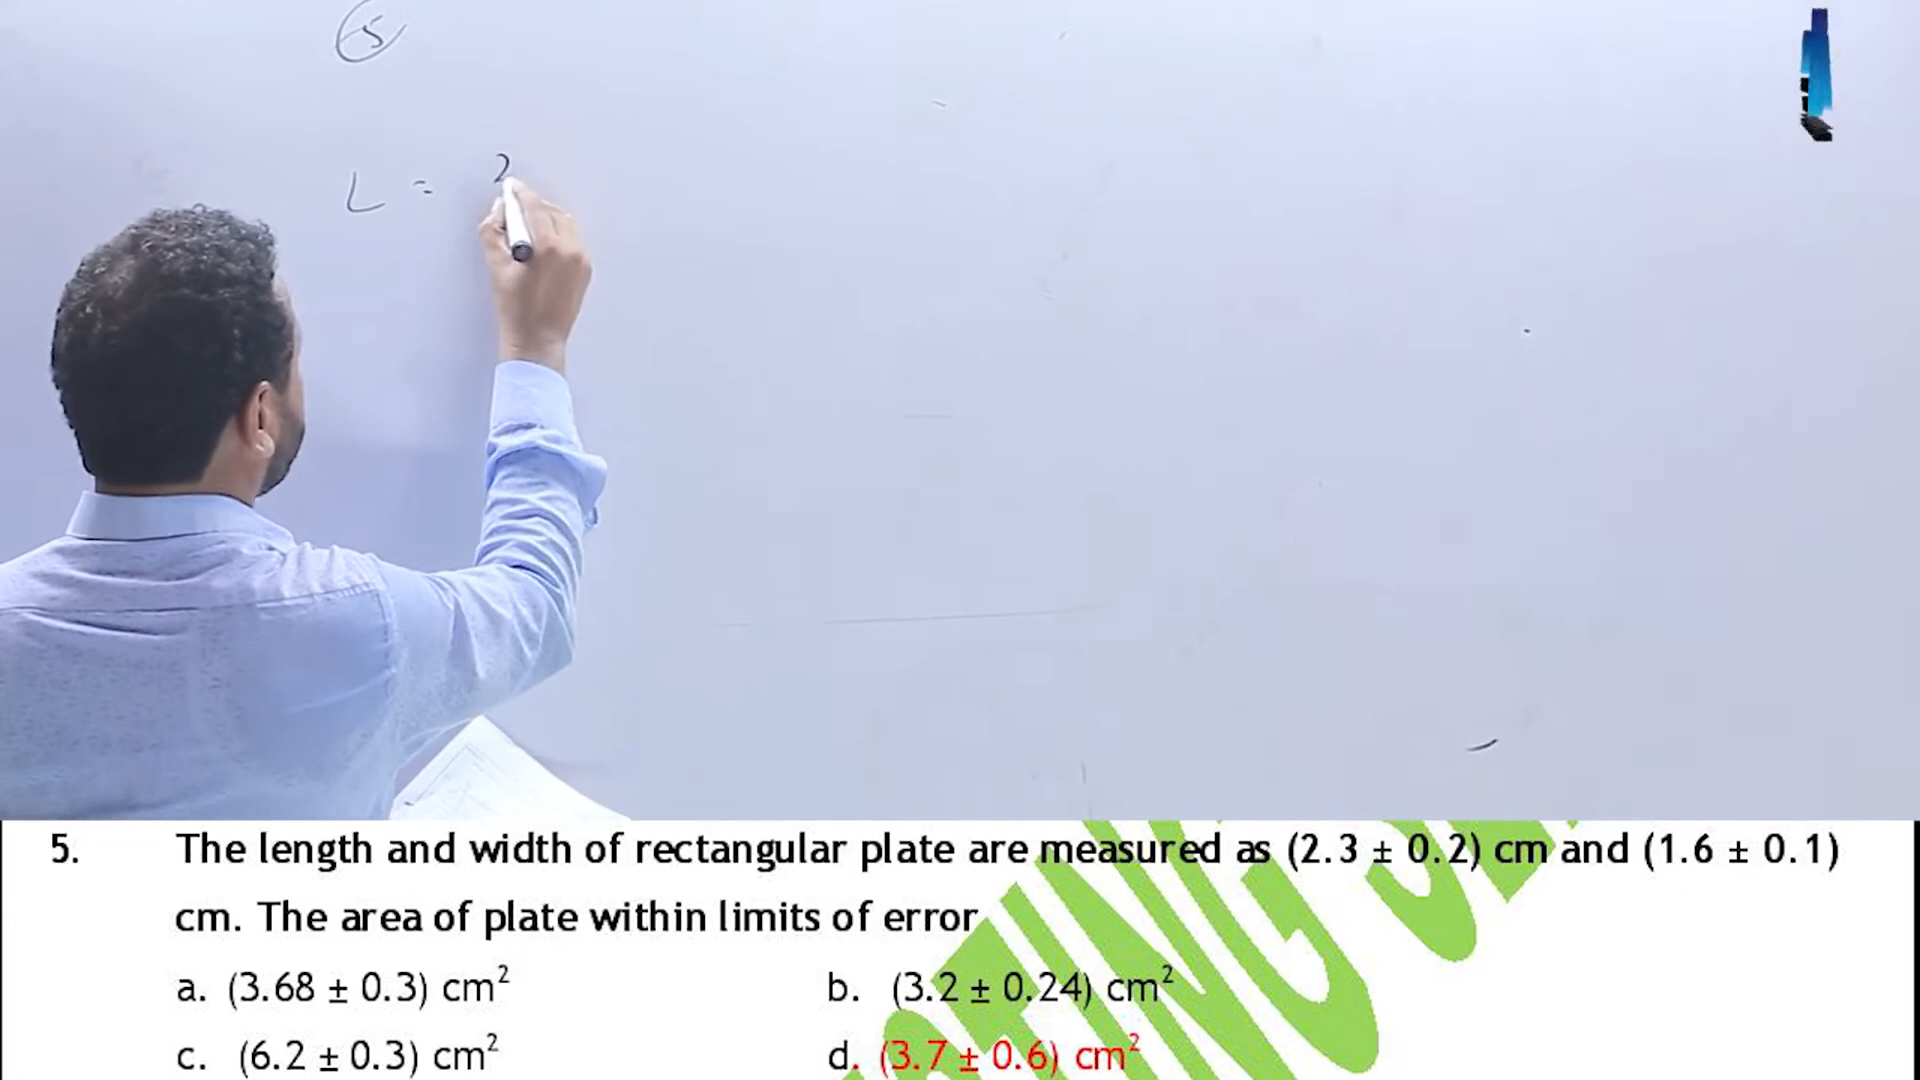 5
L = 2
5. The length and width of rectangular plate are measured as (2.3 ± 0.2) cm and (1.6 ± 0.1)
cm. The area of plate within limits of error
a. (3.68 ± 0.3) cm² b. (3.2 ± 0.24) cm²
c. (6.2 ± 0.3) cm² d. (3.7 ± 0.6) cm²